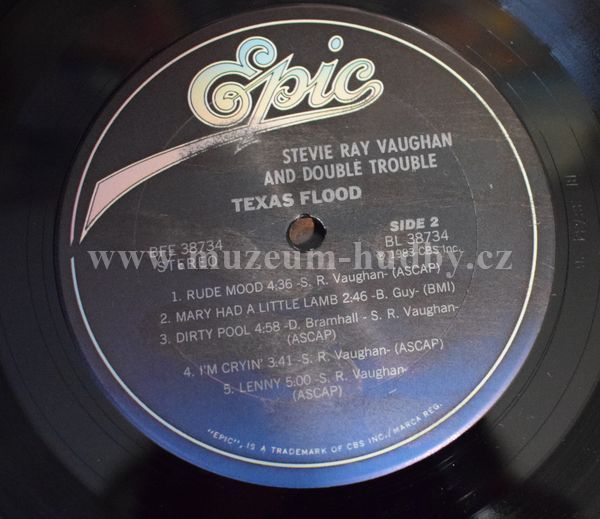 Epic
STEVIE RAY VAUGHAN
AND DOUBLE TROUBLE
TEXAS FLOOD
SIDE 2
BFE 38734
BL 38734
STEREO
℗ 1983 CBS Inc.
www.muzeum-hudby.cz
1. RUDE MOOD 4:36 -S. R. Vaughan- (ASCAP)
2. MARY HAD A LITTLE LAMB 2:46 -B. Guy- (BMI)
3. DIRTY POOL 4:58 -D. Bramhall - S. R. Vaughan-
(ASCAP)
4. I'M CRYIN' 3:41 -S. R. Vaughan- (ASCAP)
5. LENNY 5:00 -S. R. Vaughan-
(ASCAP)
"EPIC", IS A TRADEMARK OF CBS INC./MARCA REG.